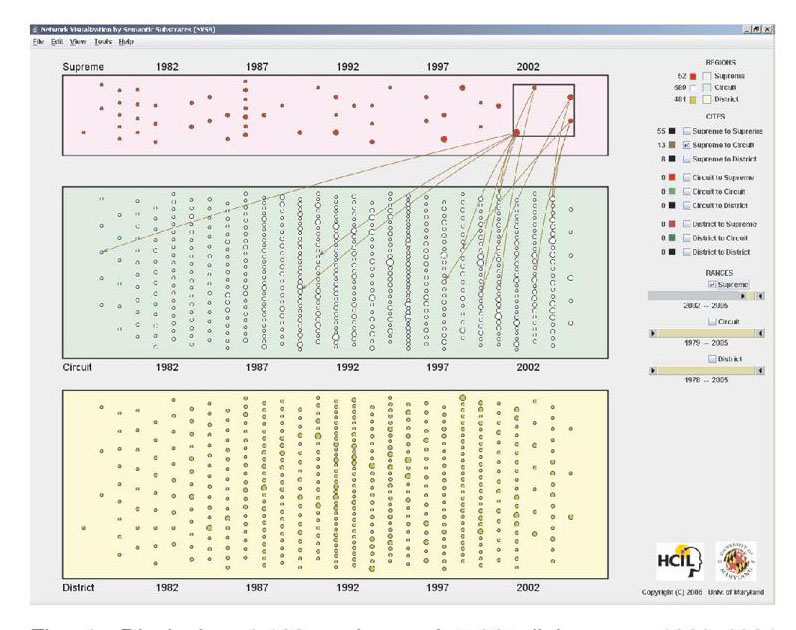 Network Visualization by Semantic Substrates (NVSS)
File Edit View Tools Help
Supreme 1982 1987 1992 1997 2002
Circuit 1982 1987 1992 1997 2002
District 1982 1987 1992 1997 2002
REGIONS
52 Supreme
580 Circuit
481 District
CITES
55 Supreme to Supreme
13 Supreme to Circuit
8 Supreme to District
0 Circuit to Supreme
0 Circuit to Circuit
0 Circuit to District
0 District to Supreme
0 District to Circuit
0 District to District
RANGES
Supreme
2002 -- 2005
Circuit
1979 -- 2005
District
1978 -- 2005
HCIL
UNIVERSITY OF MARYLAND
Copyright (C) 2006 Univ. of Maryland